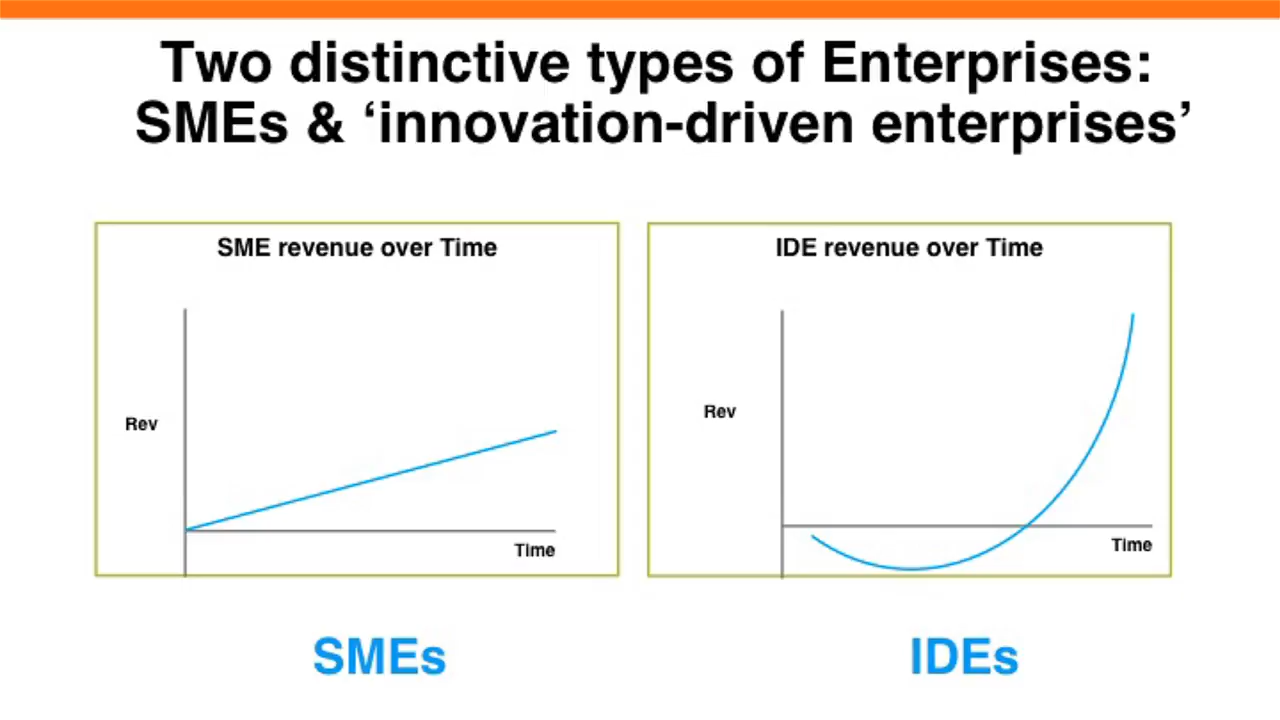 Two distinctive types of Enterprises:
SMEs & ‘innovation-driven enterprises’
SME revenue over Time
Rev
Time
IDE revenue over Time
Rev
Time
SMEs
IDEs